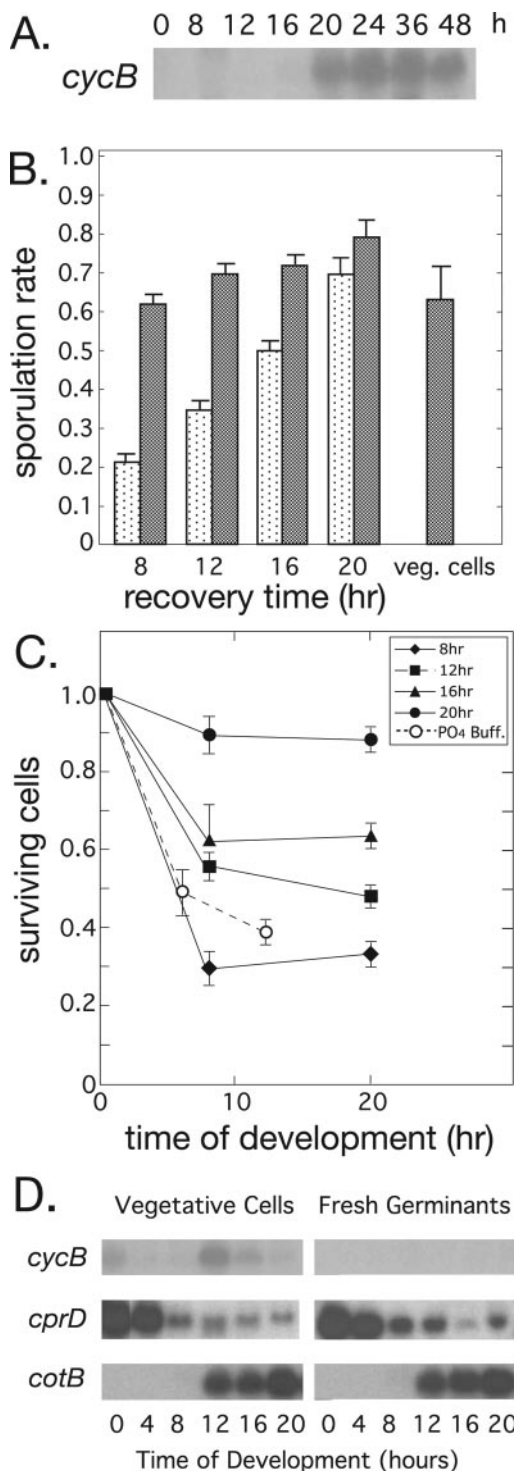 A.
0 8 12 16 20 24 36 48 h
cycB
B.
1.0
0.9
0.8
0.7
0.6
0.5
0.4
0.3
0.2
0.1
0
sporulation rate
8 12 16 20 veg. cells
recovery time (hr)
C.
8hr
12hr
16hr
20hr
PO4 Buff.
1.0
0.8
0.6
0.4
0.2
0
surviving cells
0 10 20
time of development (hr)
D.
Vegetative Cells Fresh Germinants
cycB
cprD
cotB
0 4 8 12 16 20 0 4 8 12 16 20
Time of Development (hours)